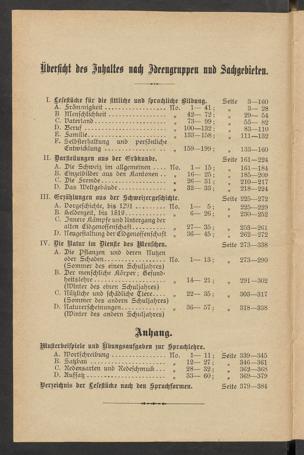 Übersicht des Inhaltes nach Ideengruppen und Sachgebieten.
I. Lesestücke für die sittliche und sprachliche Bildung. Seite 3—160
A. Frömmigkeit . . . . . No. 1— 41; „ 3— 28
B. Menschlichkeit . . . . . „ 42— 72; „ 29— 54
C. Vaterland . . . . . „ 73— 99; „ 55— 82
D. Beruf . . . . . „ 100—132; „ 83—110
E. Familie . . . . . „ 133—158; „ 111—132
F. Selbsterhaltung und persönliche
Entwicklung . . . . . „ 159—199; „ 133—160
II. Darstellungen aus der Erdkunde. Seite 161—224
A. Die Schweiz im allgemeinen . . No. 1— 15; „ 161—184
B. Einzelbilder aus den Kantonen . . „ 16— 25; „ 185—209
C. Die Fremde . . . . . „ 26— 31; „ 210—217
D. Das Weltgebäude . . . . . „ 32— 33; „ 218—224
III. Erzählungen aus der Schweizergeschichte. Seite 225—272
A. Vorgeschichte, bis 1291 . . . . . No. 1— 5; „ 225—229
B. Heldenzeit, bis 1812 . . . . . „ 6— 26; „ 230—252
C. Innere Kämpfe und Untergang der
alten Eidgenossenschaft . . . . . „ 27— 35; „ 253—261
D. Neugestaltung der Eidgenossenschaft „ 36— 45; „ 262—272
IV. Die Natur im Dienste des Menschen. Seite 273—338
A. Die Pflanzen und deren Nutzen
oder Schaden . . . . . No. 1— 13; „ 273—290
(Sommer des einen Schuljahres)
B. Der menschliche Körper; Gesund-
heitslehre . . . . . „ 14— 21; „ 291—302
(Winter des einen Schuljahres)
C. Nützliche und schädliche Tiere . . „ 22— 35; „ 303—317
(Sommer des andern Schuljahres)
D. Naturerscheinungen . . . . . „ 36— 57; „ 318—338
(Winter des andern Schuljahres)
Anhang.
Musterbeispiele und Übungsaufgaben zur Sprachlehre.
A. Wortschreibung . . . . . No. 1— 11; Seite 339—345
B. Satzbau . . . . . „ 12— 27; „ 346—361
C. Redensarten und Redeschmuck . . . „ 28— 32; „ 362—368
D. Aufsatz . . . . . „ 33— 60; „ 369—379
Verzeichnis der Lesestücke nach den Sprachformen. Seite 379—384